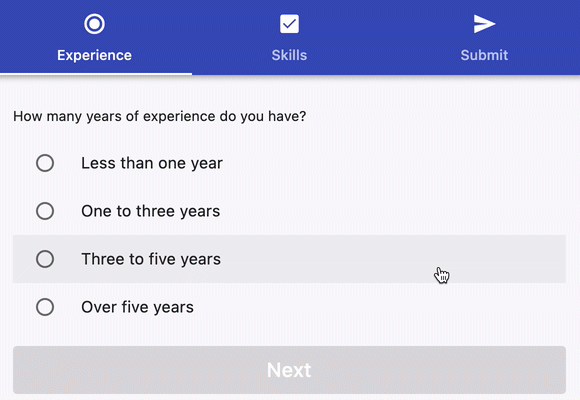 Experience
Skills
Submit
How many years of experience do you have?
Less than one year
One to three years
Three to five years
Over five years
Next